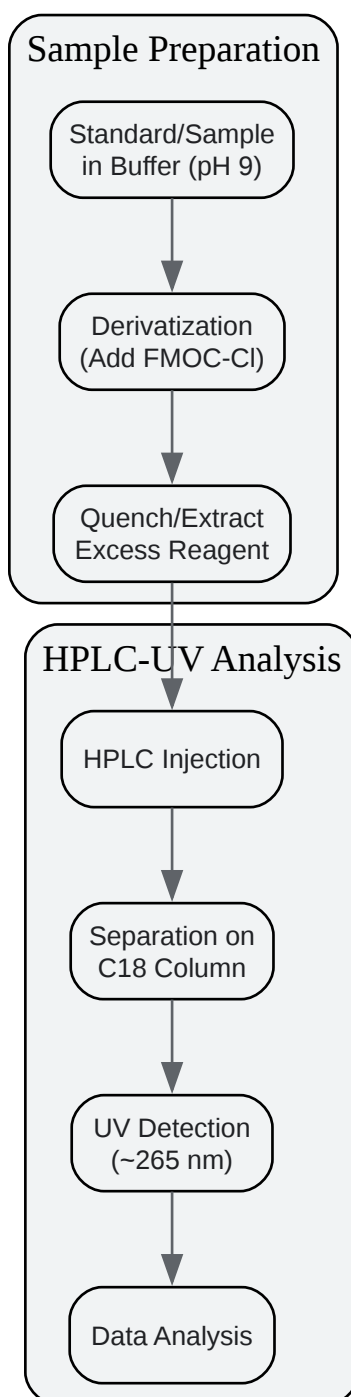 Sample Preparation
Standard/Sample
in Buffer (pH 9)
Derivatization
(Add FMOC-Cl)
Quench/Extract
Excess Reagent
HPLC-UV Analysis
HPLC Injection
Separation on
C18 Column
UV Detection
(~265 nm)
Data Analysis